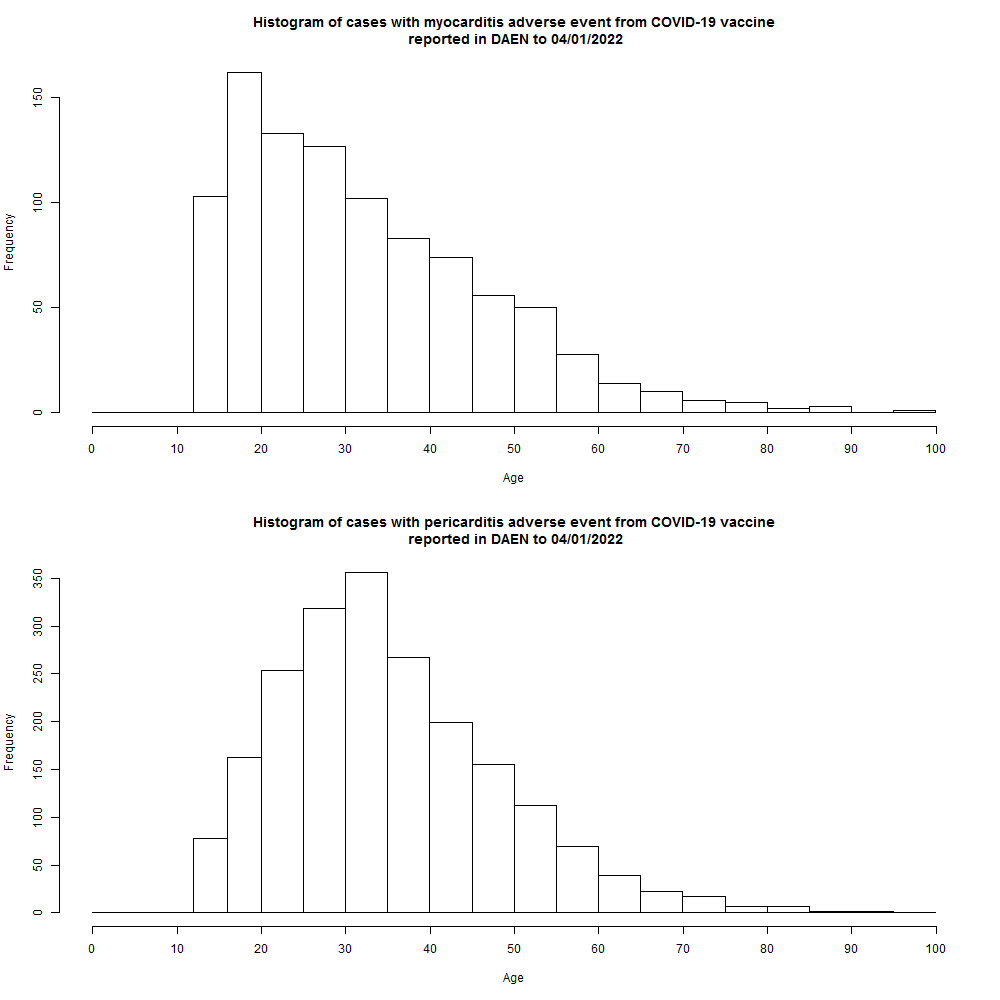 Histogram of cases with myocarditis adverse event from COVID-19 vaccine
reported in DAEN to 04/01/2022
Frequency
150
100
50
0
0 10 20 30 40 50 60 70 80 90 100
Age
Histogram of cases with pericarditis adverse event from COVID-19 vaccine
reported in DAEN to 04/01/2022
Frequency
350
300
250
200
150
100
50
0
0 10 20 30 40 50 60 70 80 90 100
Age